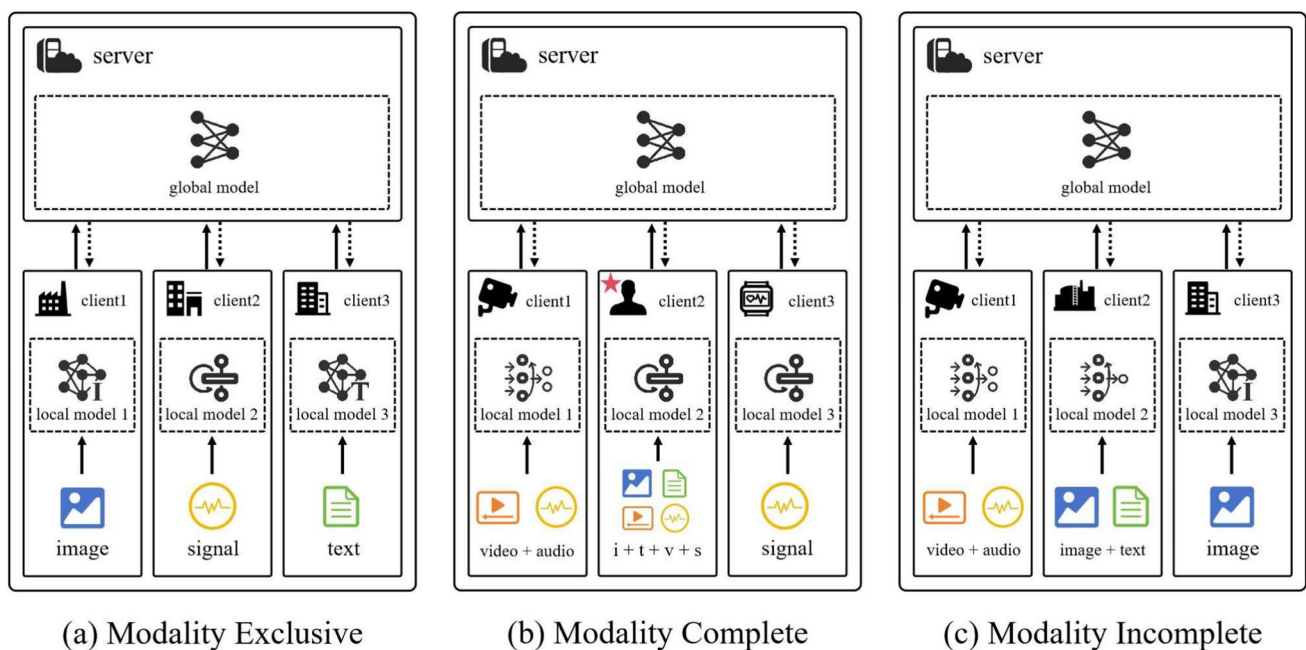 server
global model
client1
client2
client3
I
T
local model 1
local model 2
local model 3
image
signal
text
(a) Modality Exclusive
server
global model
client1
client2
client3
local model 1
local model 2
local model 3
video + audio
i + t + v + s
signal
(b) Modality Complete
server
global model
client1
client2
client3
I
local model 1
local model 2
local model 3
video + audio
image + text
image
(c) Modality Incomplete